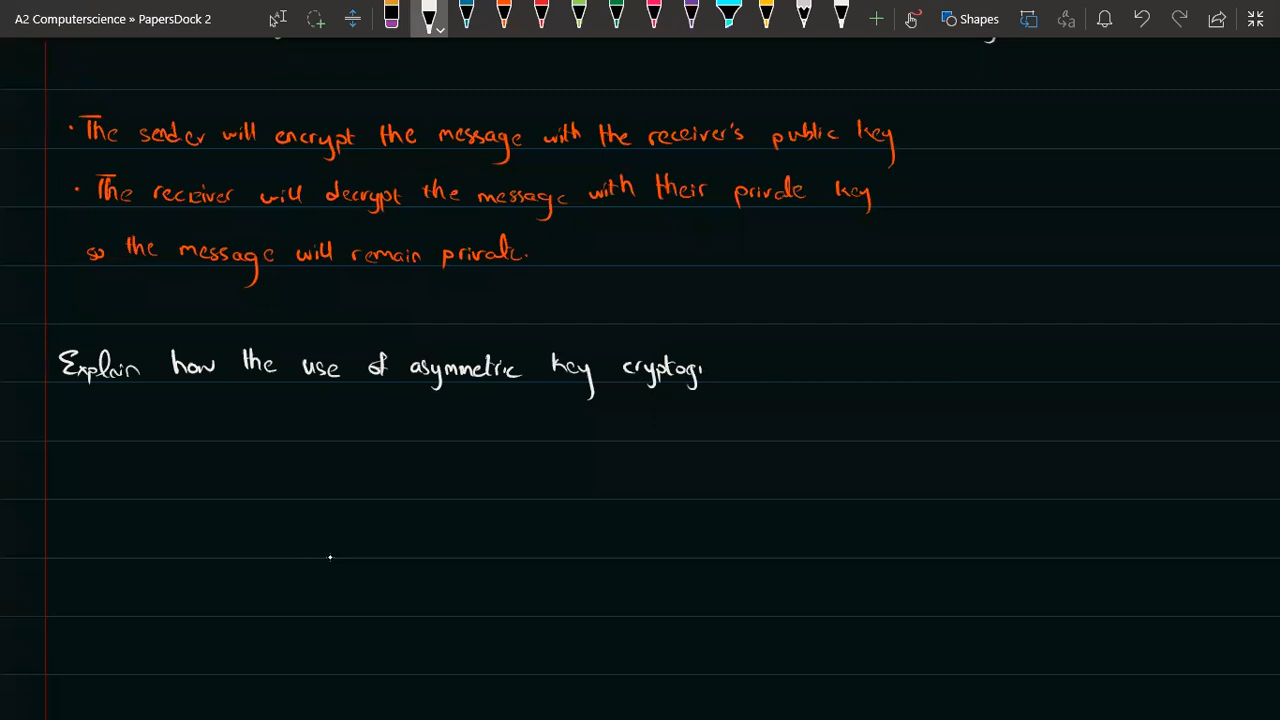 A2 Computerscience » PapersDock 2
Shapes
• The sender will encrypt the message with the receiver's public key
• The receiver will decrypt the message with their private key
so the message will remain private.
Explain how the use of asymmetric key cryptog